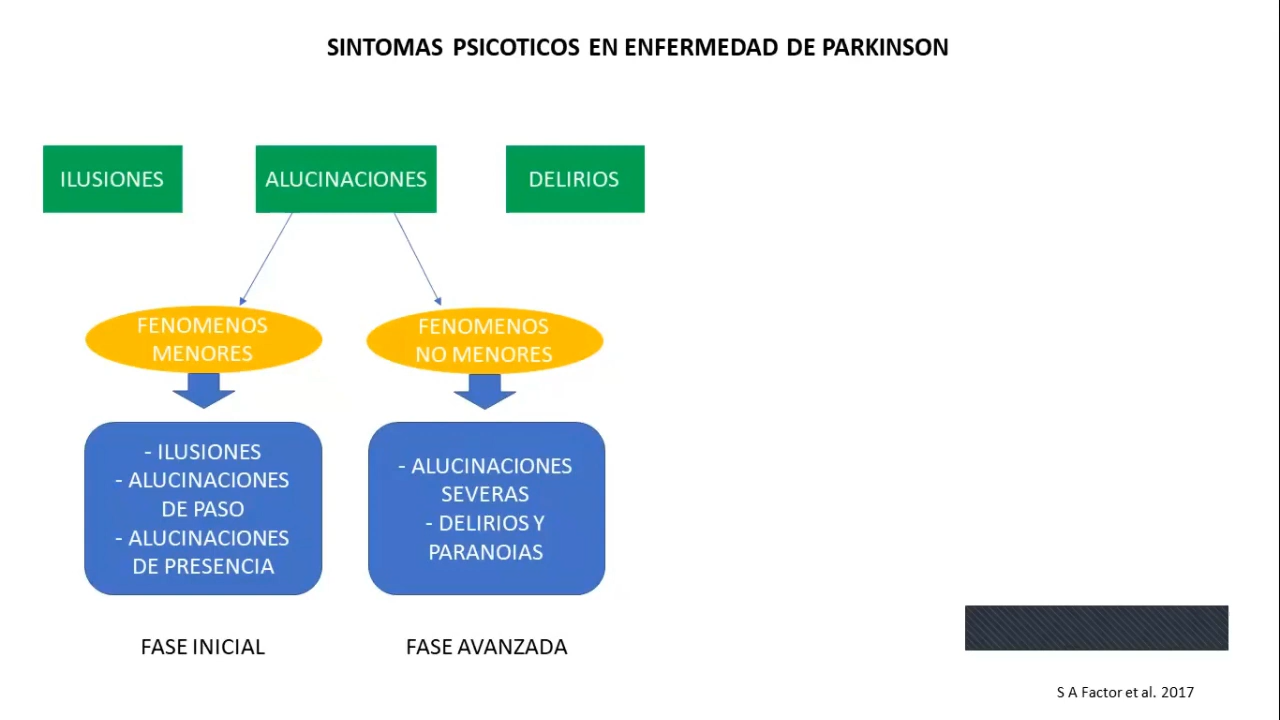 SINTOMAS PSICOTICOS EN ENFERMEDAD DE PARKINSON
ILUSIONES
ALUCINACIONES
DELIRIOS
FENOMENOS
MENORES
FENOMENOS
NO MENORES
- ILUSIONES
- ALUCINACIONES
DE PASO
- ALUCINACIONES
DE PRESENCIA
- ALUCINACIONES
SEVERAS
- DELIRIOS Y
PARANOIAS
FASE INICIAL
FASE AVANZADA
S A Factor et al. 2017